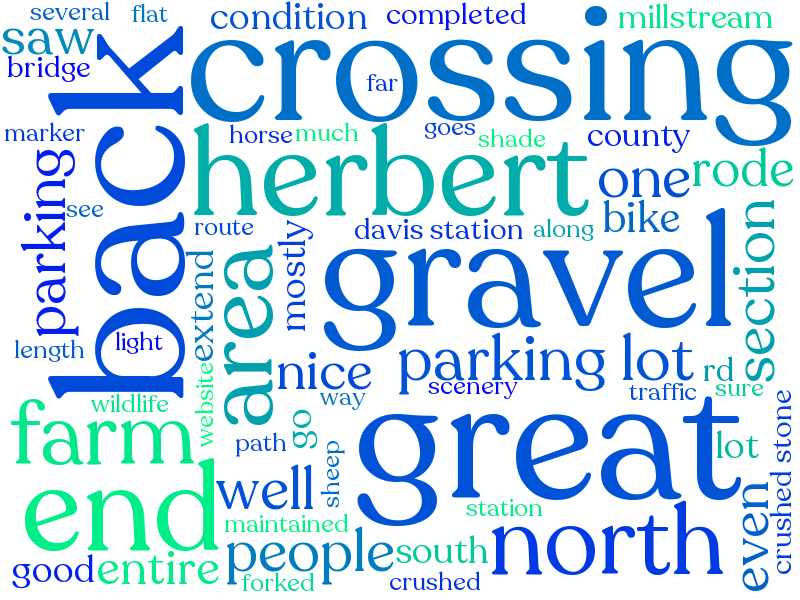 several
flat
condition
completed
millstream
saw
bridge
back
crossing
far
marker
horse
much
goes
shade
county
herbert
parking
see
one
rode
bike
route
davis station
along
section
mostly
gravel
extend
area
length
light
nice
parking lot
rd
scenery
traffic
sure
way
website
wildlife
farm
go
path
great
lot
crushed stone
end
well
sheep
station
even
maintained
north
people
south
good
entire
forked
crushed